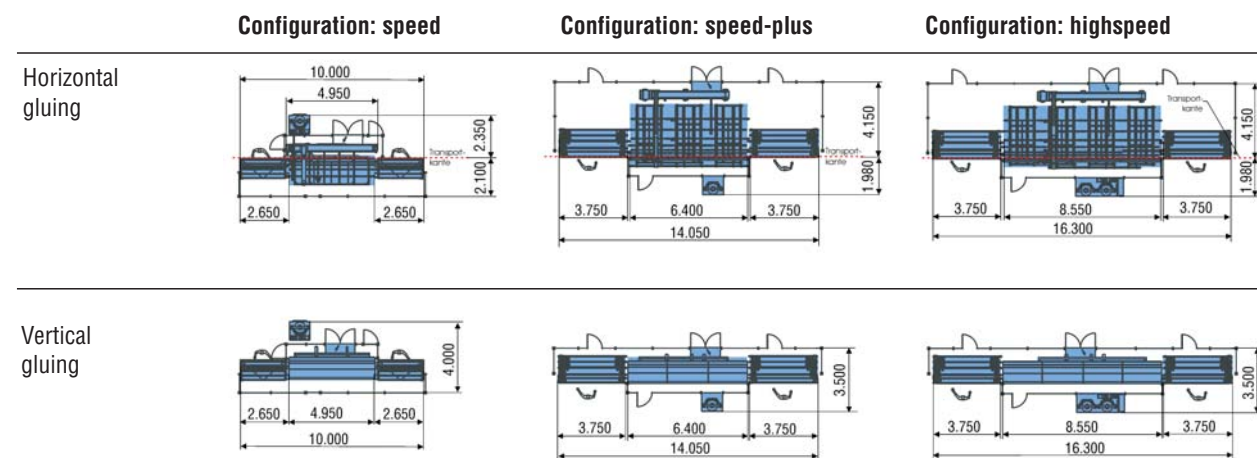 Configuration: speed
Configuration: speed-plus
Configuration: highspeed
Horizontal
gluing
10.000
4.950
2.350
Transport-
kante
2.100
2.650
2.650
4.150
Transport-
kante
1.980
3.750
6.400
3.750
14.050
Transport-
kante
4.150
1.980
3.750
8.550
3.750
16.300
Vertical
gluing
4.000
2.650
4.950
2.650
10.000
3.500
3.750
6.400
3.750
14.050
3.500
3.750
8.550
3.750
16.300